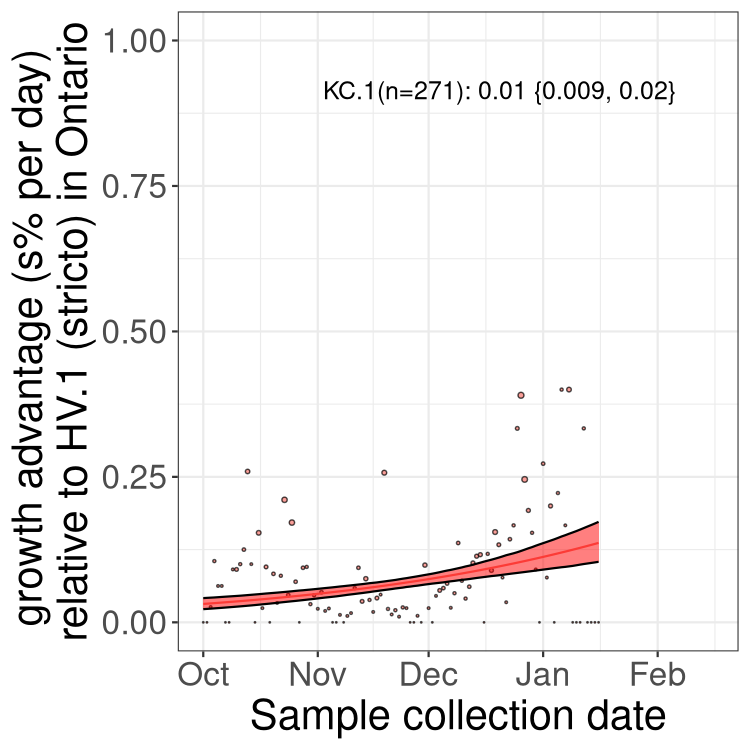 growth advantage (s% per day)
relative to HV.1 (stricto) in Ontario
1.00
0.75
0.50
0.25
0.00
KC.1(n=271): 0.01 {0.009, 0.02}
Oct Nov Dec Jan Feb
Sample collection date